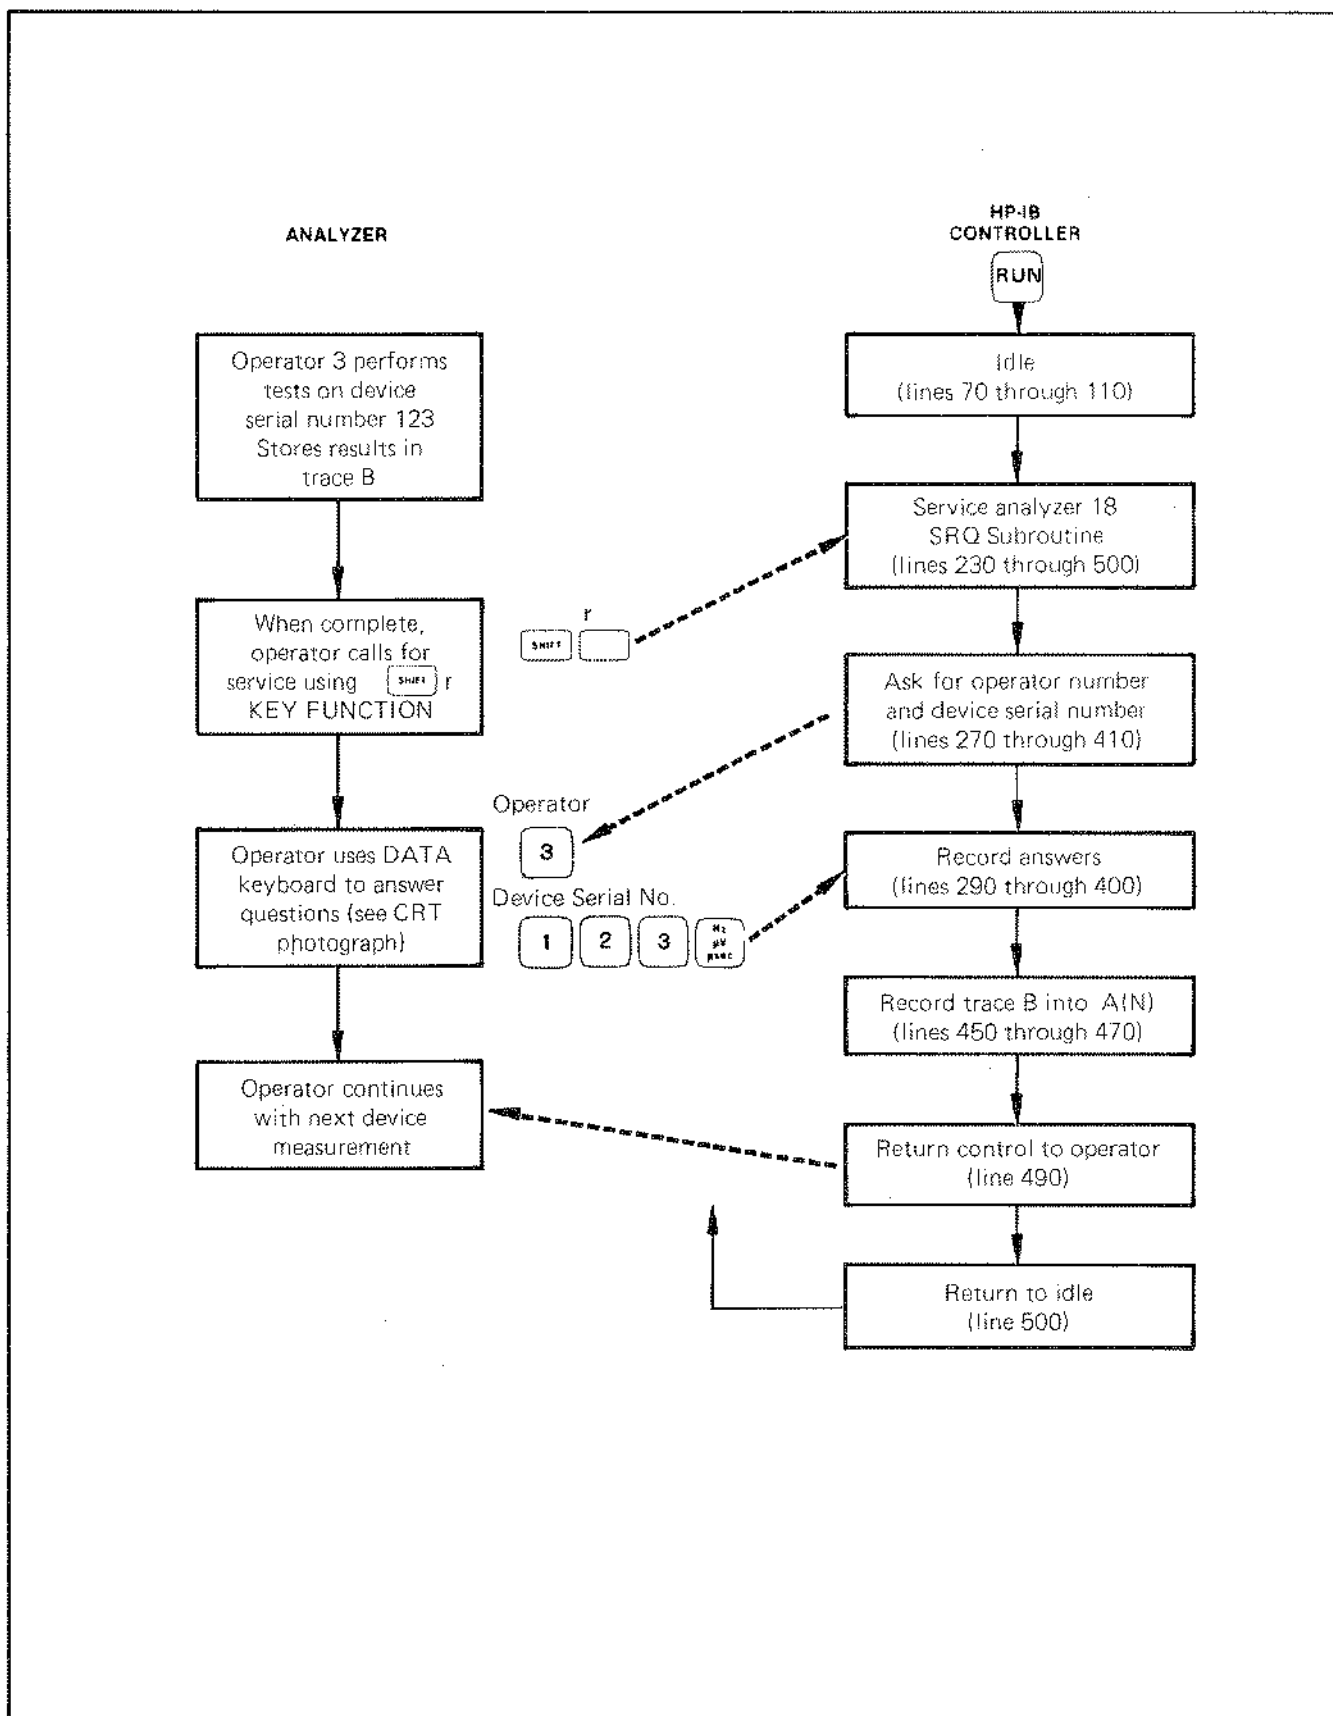 ANALYZER
Operator 3 performs
tests on device
serial number 123
Stores results in
trace B
When complete,
operator calls for
service using SHIFT r
KEY FUNCTION
Operator uses DATA
keyboard to answer
questions (see CRT
photograph)
Operator continues
with next device
measurement
r
SHIFT
Operator
3
Device Serial No.
1 2 3 Hz
μV
μsec
HP-IB
CONTROLLER
RUN
Idle
(lines 70 through 110)
Service analyzer 18
SRQ Subroutine
(lines 230 through 500)
Ask for operator number
and device serial number
(lines 270 through 410)
Record answers
(lines 290 through 400)
Record trace B into A(N)
(lines 450 through 470)
Return control to operator
(line 490)
Return to idle
(line 500)